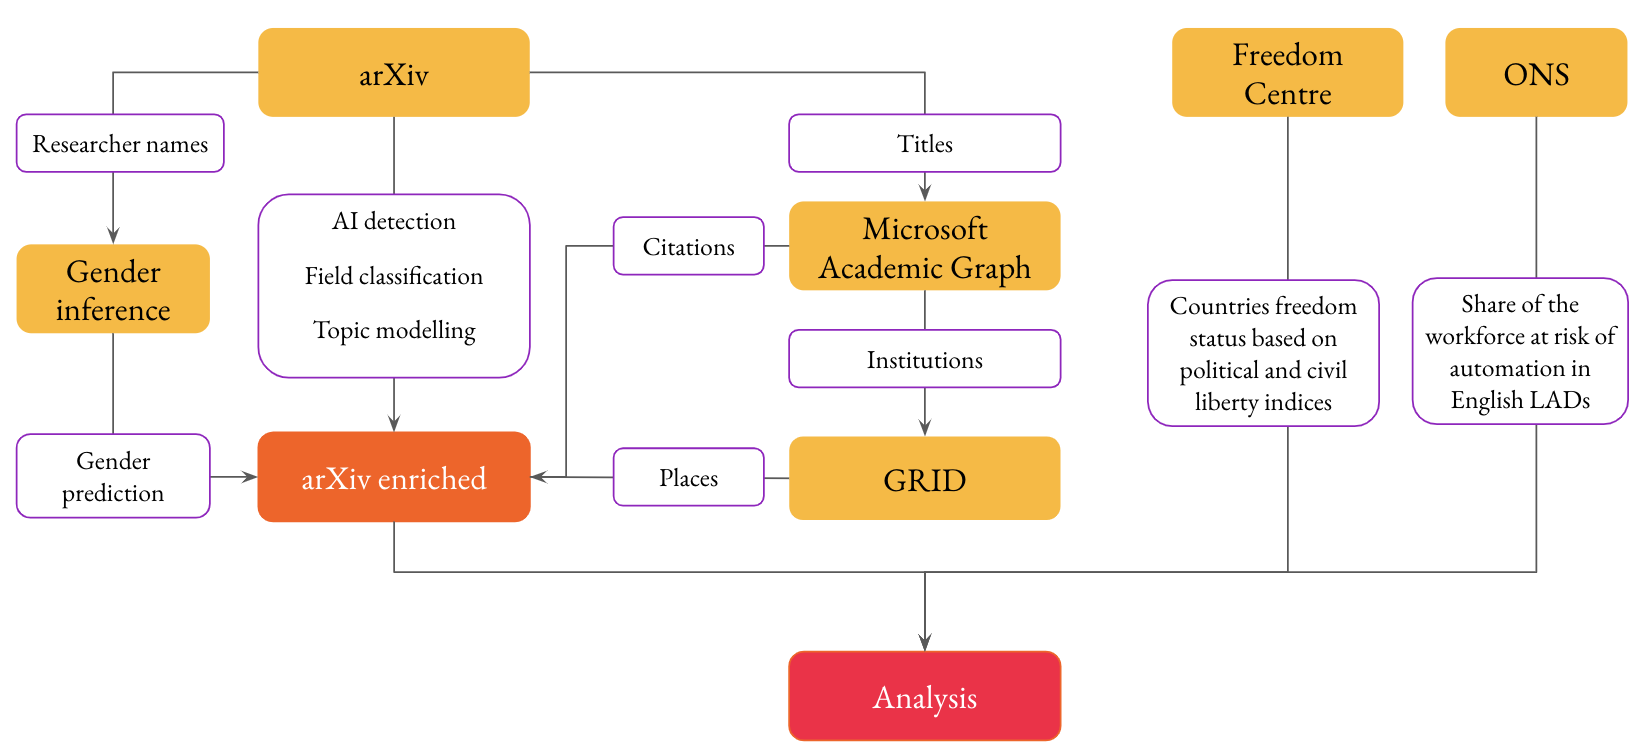 arXiv
Freedom
Centre
ONS
Researcher names
Titles
AI detection
Field classification
Topic modelling
Citations
Microsoft
Academic Graph
Gender
inference
Institutions
Countries freedom
status based on
political and civil
liberty indices
Share of the
workforce at risk of
automation in
English LADs
Gender
prediction
arXiv enriched
Places
GRID
Analysis